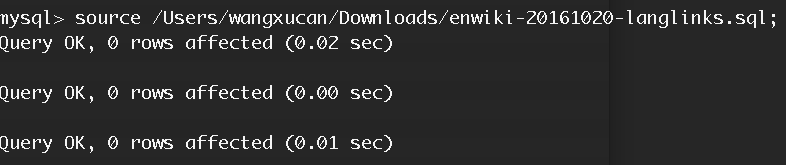 mysql> source /Users/wangxucan/Downloads/enwiki-20161020-langlinks.sql;
Query OK, 0 rows affected (0.02 sec)
Query OK, 0 rows affected (0.00 sec)
Query OK, 0 rows affected (0.01 sec)